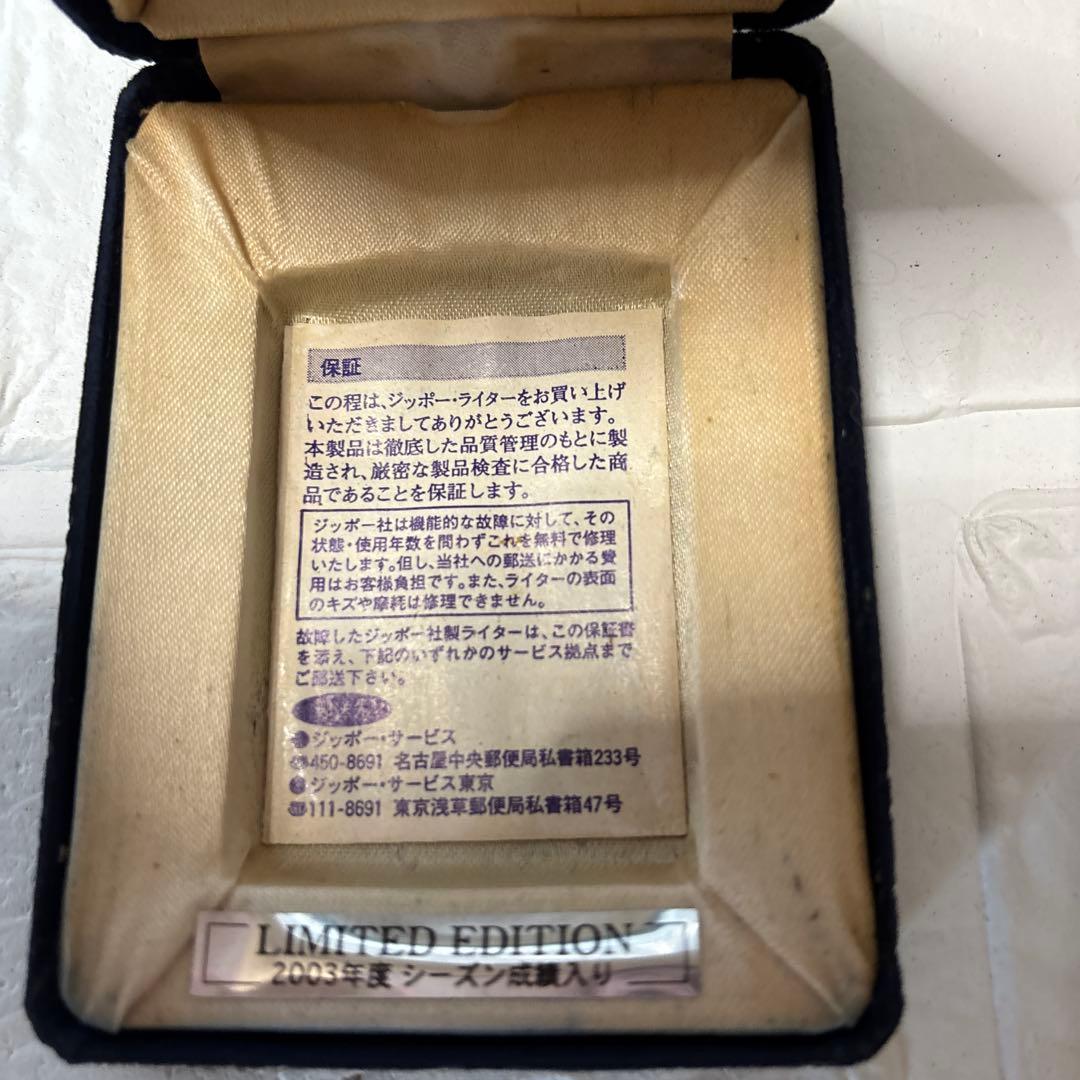 保証
この程は、ジッポー・ライターをお買い上げ
いただきましてありがとうございます。
本製品は徹底した品質管理のもとに製
造され、厳密な製品検査に合格した商
品であることを保証します。
ジッポー社は機能的な故障に対して、その
状態・使用年数を問わずこれを無料で修理
いたします。但し、当社への郵送にかかる費
用はお客様負担です。また、ライターの表面
のキズや摩耗は修理できません。
故障したジッポー社製ライターは、この保証書
を添え、下記のいずれかのサービス拠点まで
ご郵送下さい。
ジッポー・サービス
〒450-8691 名古屋中央郵便局私書箱233号
ジッポー・サービス東京
〒111-8691 東京浅草郵便局私書箱47号
LIMITED EDITION
2003年度 シーズン成績入り